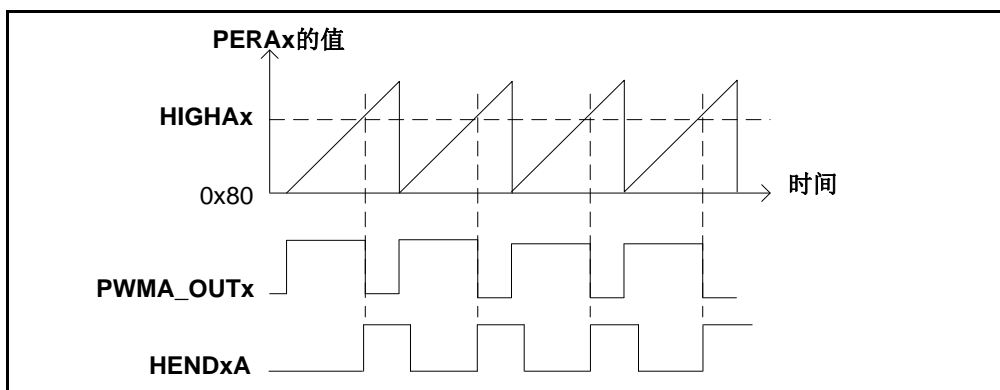 PERAx的值
HIGHAx
0x80
时间
PWMA_OUTx
HENDxA